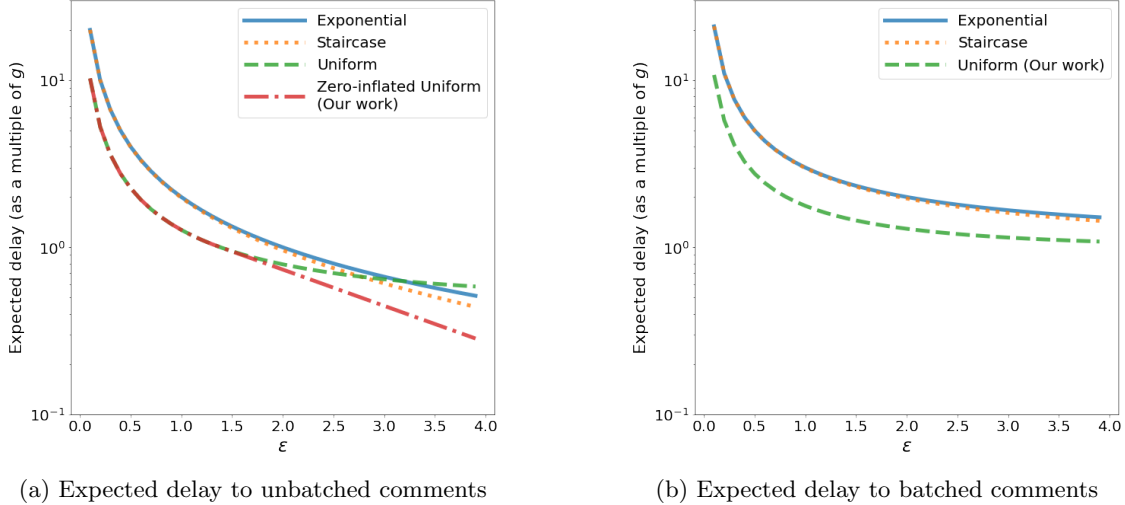 Exponential
Staircase
Uniform
Zero-inflated Uniform
(Our work)
Expected delay (as a multiple of g)
10¹
10⁰
10⁻¹
0.0 0.5 1.0 1.5 2.0 2.5 3.0 3.5 4.0
ε
(a) Expected delay to unbatched comments
Exponential
Staircase
Uniform (Our work)
Expected delay (as a multiple of g)
10¹
10⁰
10⁻¹
0.0 0.5 1.0 1.5 2.0 2.5 3.0 3.5 4.0
ε
(b) Expected delay to batched comments